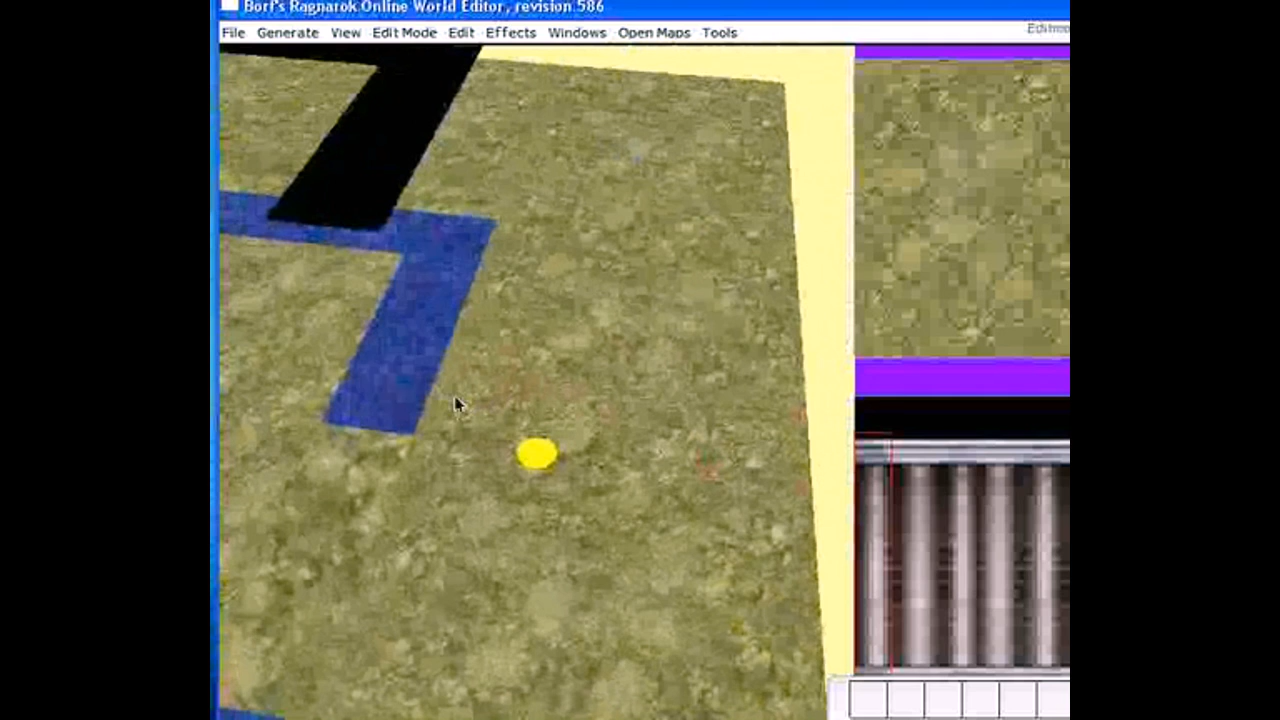 Borf's Ragnarok Online World Editor, revision 586
File Generate View Edit Mode Edit Effects Windows Open Maps Tools